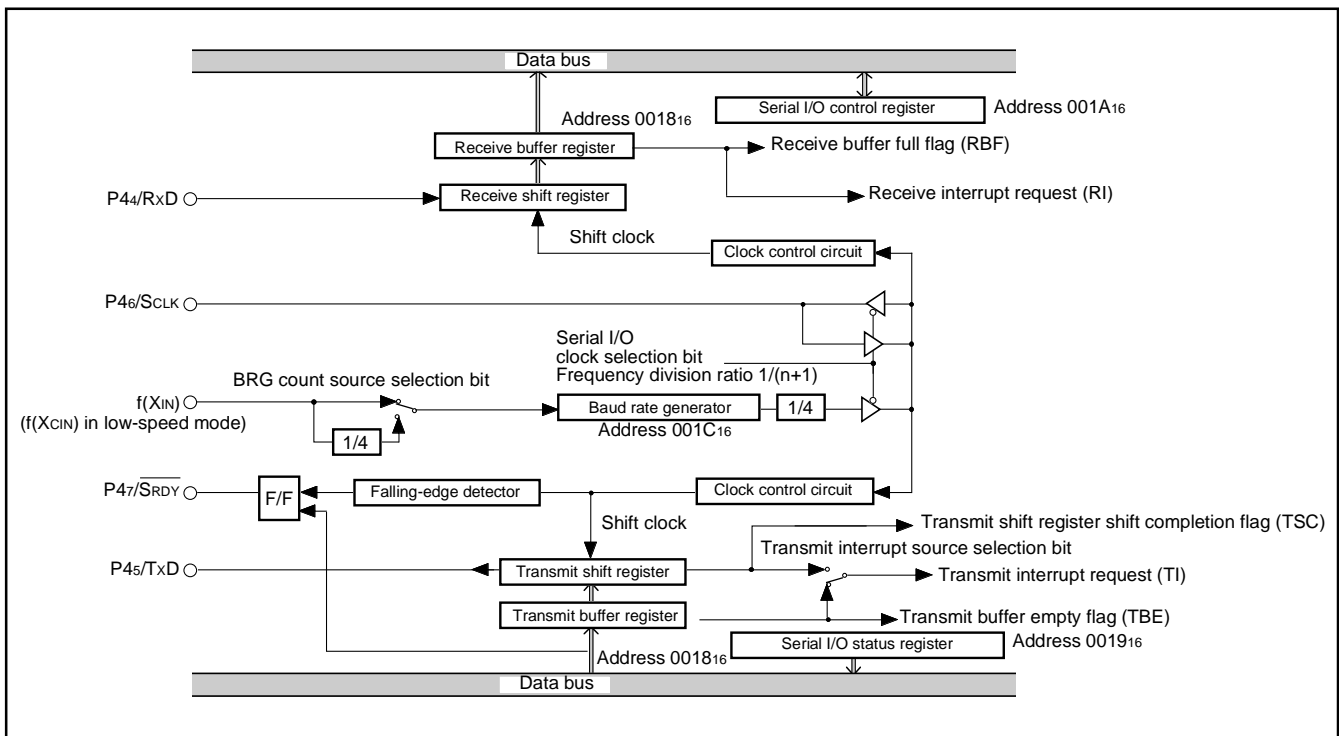 Data bus
Serial I/O control register
Address 001A16
Address 001816
Receive buffer register
Receive buffer full flag (RBF)
Receive interrupt request (RI)
P44/RXD
Receive shift register
Shift clock
Clock control circuit
P46/SCLK
Serial I/O
clock selection bit
Frequency division ratio 1/(n+1)
BRG count source selection bit
f(XIN)
(f(XCIN) in low-speed mode)
1/4
Baud rate generator
Address 001C16
1/4
P47/SRDY
F/F
Falling-edge detector
Clock control circuit
Shift clock
Transmit shift register shift completion flag (TSC)
Transmit interrupt source selection bit
P45/TXD
Transmit shift register
Transmit interrupt request (TI)
Transmit buffer register
Transmit buffer empty flag (TBE)
Address 001816
Serial I/O status register
Address 001916
Data bus